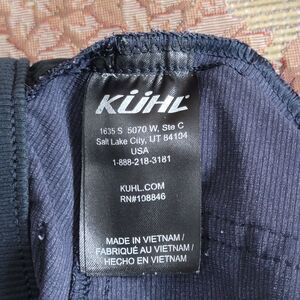 KÜHL
1635 S 5070 W, Ste C
Salt Lake City, UT 84104
USA
1-888-218-3181
KUHL.COM
RN#108846
MADE IN VIETNAM /
FABRIQUÉ AU VIETNAM /
HECHO EN VIETNAM